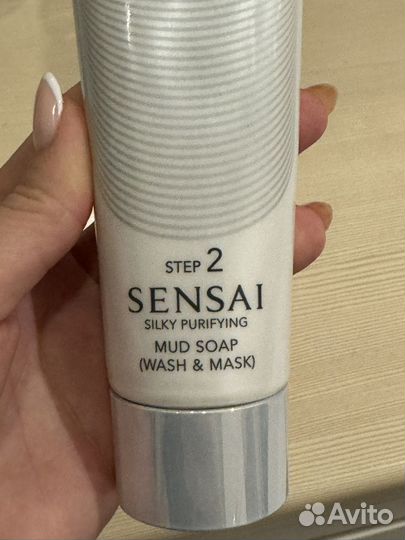 STEP 2
SENSAI
SILKY PURIFYING
MUD SOAP
(WASH & MASK)
Avito